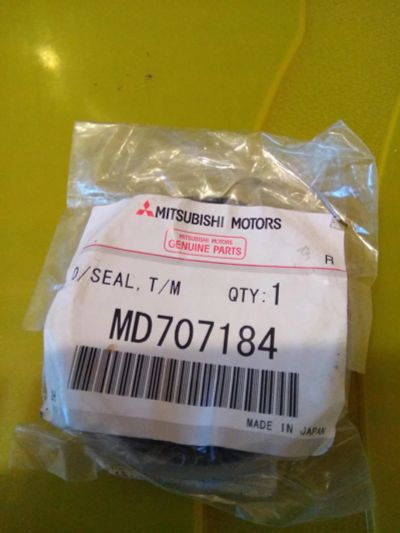 MITSUBISHI MOTORS
MITSUBISHI MOTORS
GENUINE PARTS
R
O/SEAL, T/M QTY:1
MD707184
MADE IN JAPAN